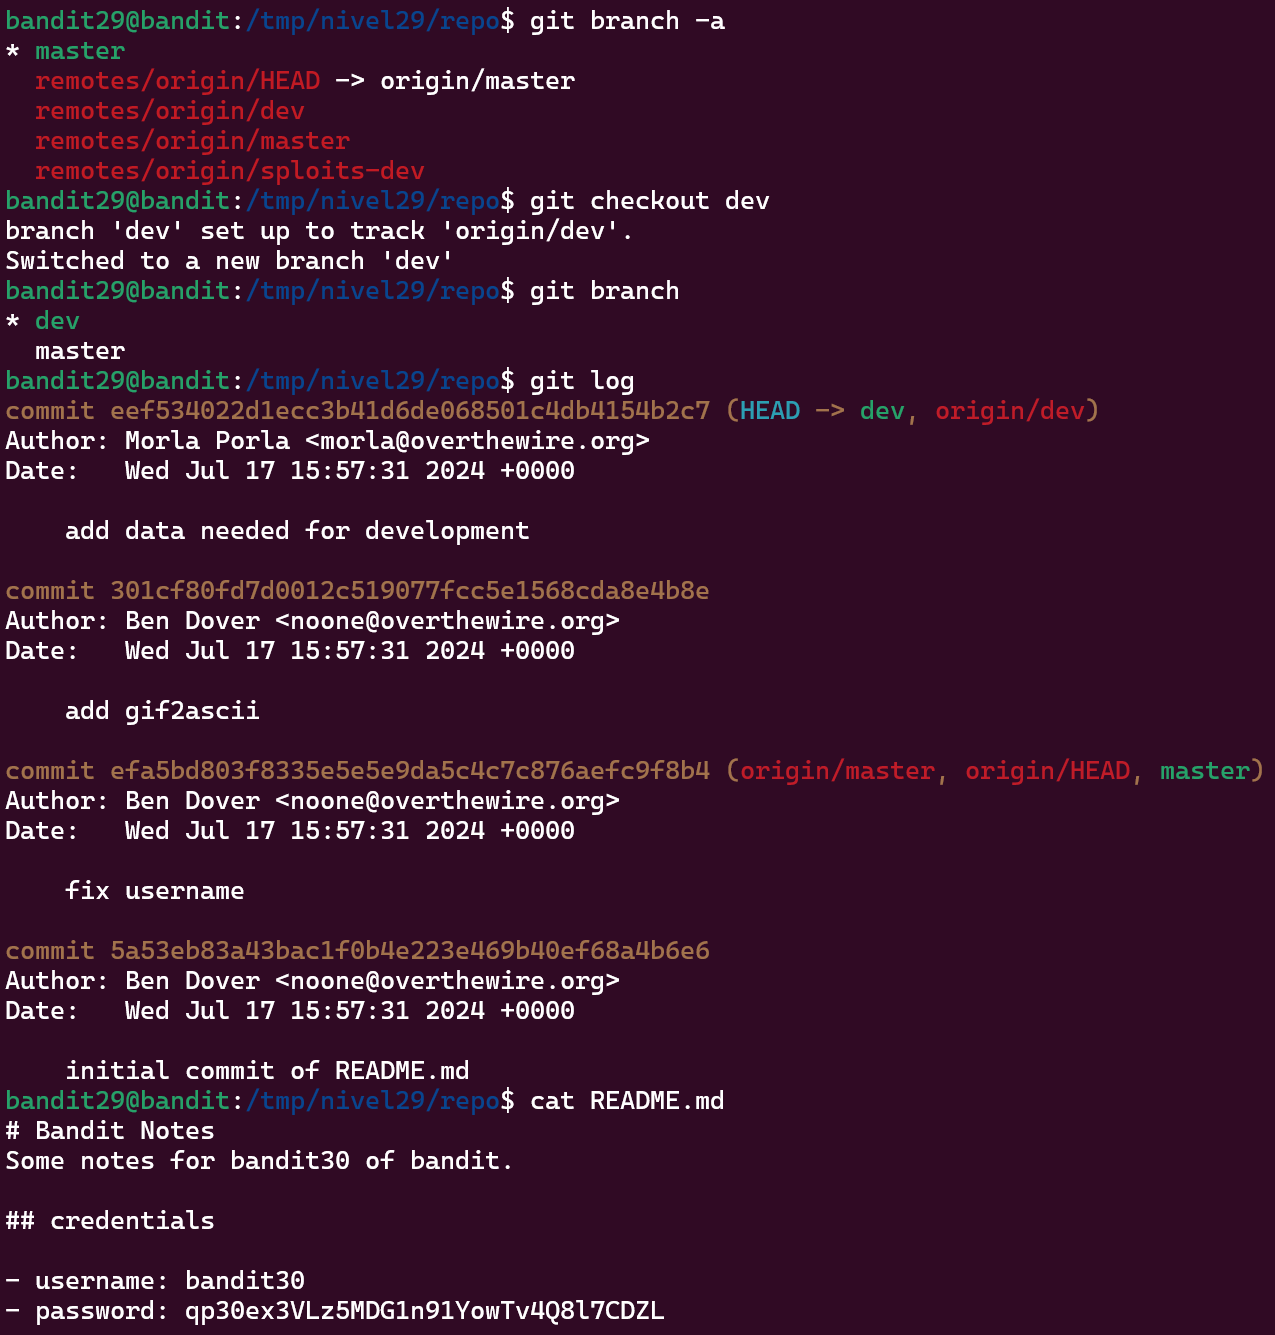 bandit29@bandit:/tmp/nivel29/repo$ git branch -a
* master
  remotes/origin/HEAD -> origin/master
  remotes/origin/dev
  remotes/origin/master
  remotes/origin/sploits-dev
bandit29@bandit:/tmp/nivel29/repo$ git checkout dev
branch 'dev' set up to track 'origin/dev'.
Switched to a new branch 'dev'
bandit29@bandit:/tmp/nivel29/repo$ git branch
* dev
  master
bandit29@bandit:/tmp/nivel29/repo$ git log
commit eef534022d1ecc3b41d6de068501c4db4154b2c7 (HEAD -> dev, origin/dev)
Author: Morla Porla <morla@overthewire.org>
Date:   Wed Jul 17 15:57:31 2024 +0000

    add data needed for development

commit 301cf80fd7d0012c519077fcc5e1568cda8e4b8e
Author: Ben Dover <noone@overthewire.org>
Date:   Wed Jul 17 15:57:31 2024 +0000

    add gif2ascii

commit efa5bd803f8335e5e5e9da5c4c7c876aefc9f8b4 (origin/master, origin/HEAD, master)
Author: Ben Dover <noone@overthewire.org>
Date:   Wed Jul 17 15:57:31 2024 +0000

    fix username

commit 5a53eb83a43bac1f0b4e223e469b40ef68a4b6e6
Author: Ben Dover <noone@overthewire.org>
Date:   Wed Jul 17 15:57:31 2024 +0000

    initial commit of README.md
bandit29@bandit:/tmp/nivel29/repo$ cat README.md
# Bandit Notes
Some notes for bandit30 of bandit.

## credentials

- username: bandit30
- password: qp30ex3VLz5MDG1n91YowTv4Q8l7CDZL